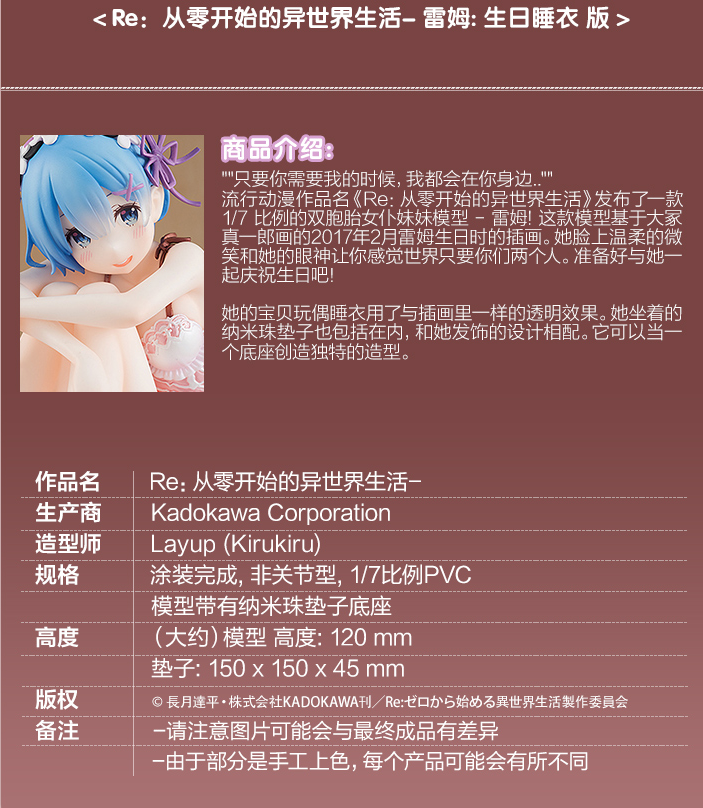 <Re：从零开始的异世界生活– 雷姆: 生日睡衣 版>
商品介绍:
""只要你需要我的时候，我都会在你身边..""
流行动漫作品名《Re: 从零开始的异世界生活》发布了一款
1/7 比例的双胞胎女仆妹妹模型 – 雷姆! 这款模型基于大冢
真一郎画的2017年2月雷姆生日时的插画。她脸上温柔的微
笑和她的眼神让你感觉世界只要你们两个人。准备好与她一
起庆祝生日吧!
她的宝贝玩偶睡衣用了与插画里一样的透明效果。她坐着的
纳米珠垫子也包括在内，和她发饰的设计相配。它可以当一
个底座创造独特的造型。
作品名 Re: 从零开始的异世界生活–
生产商 Kadokawa Corporation
造型师 Layup (Kirukiru)
规格 涂装完成，非关节型，1/7比例PVC
模型带有纳米珠垫子底座
高度 （大约）模型 高度: 120 mm
垫子: 150 x 150 x 45 mm
版权 © 長月達平・株式会社KADOKAWA刊／Re:ゼロから始める異世界生活製作委員会
备注 –请注意图片可能会与最终成品有差异
–由于部分是手工上色，每个产品可能会有所不同